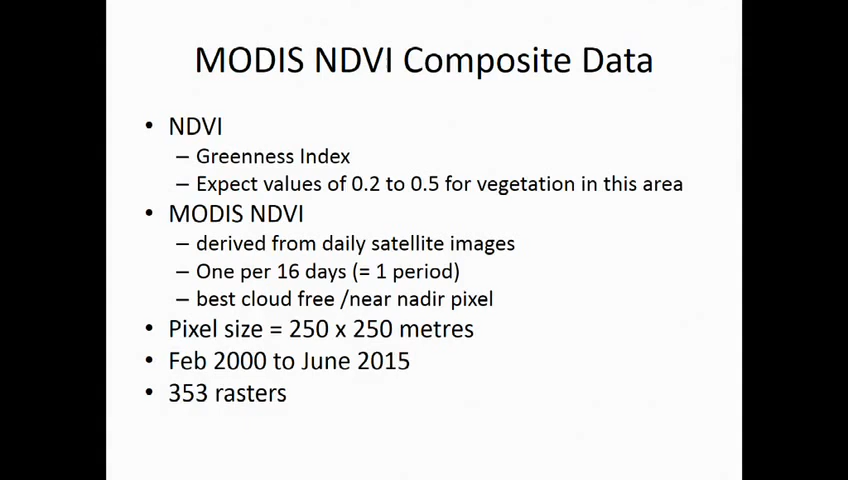 MODIS NDVI Composite Data
• NDVI
– Greenness Index
– Expect values of 0.2 to 0.5 for vegetation in this area
• MODIS NDVI
– derived from daily satellite images
– One per 16 days (= 1 period)
– best cloud free /near nadir pixel
• Pixel size = 250 x 250 metres
• Feb 2000 to June 2015
• 353 rasters